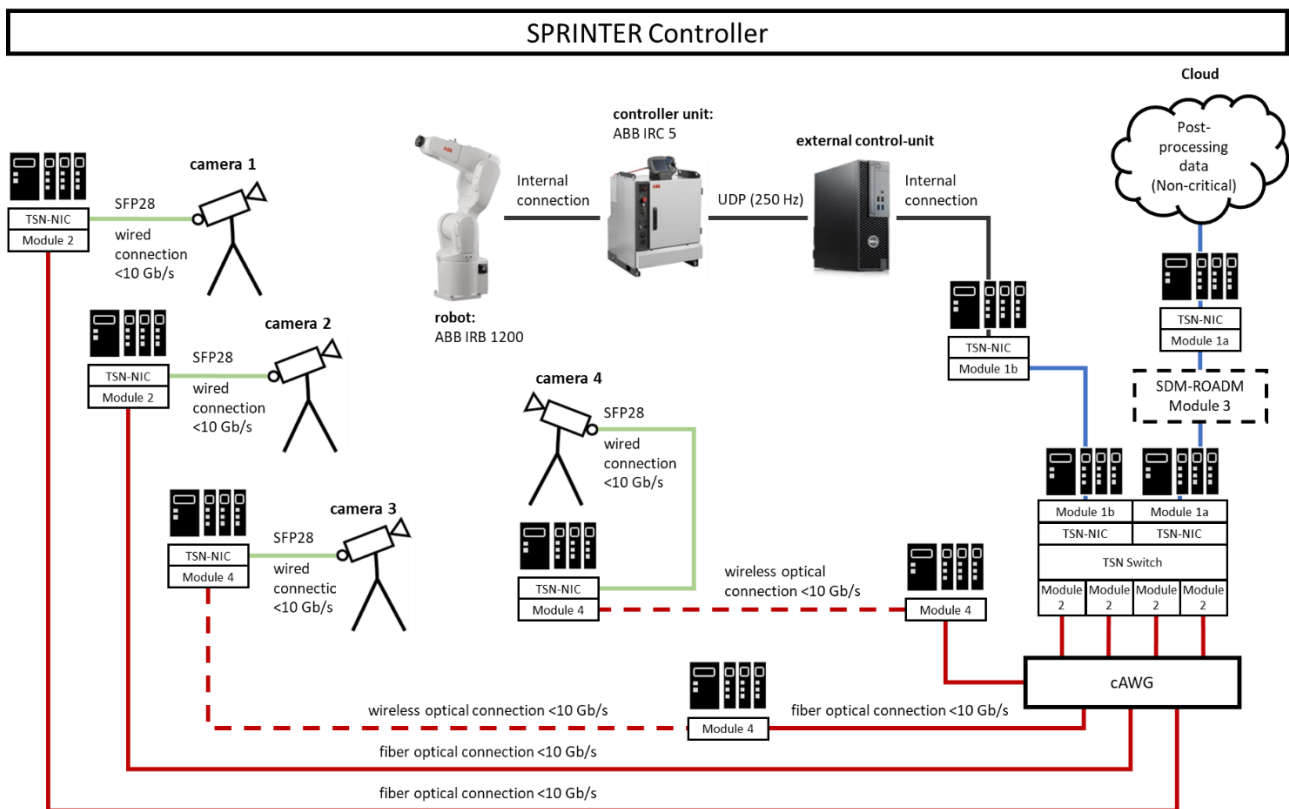 SPRINTER Controller
Cloud
Post-
processing
data
(Non-critical)
controller unit:
ABB IRC 5
external control-unit
camera 1
SFP28
wired
connection
<10 Gb/s
TSN-NIC
Module 2
Internal
connection
UDP (250 Hz)
Internal
connection
robot:
ABB IRB 1200
TSN-NIC
Module 1b
TSN-NIC
Module 1a
SDM-ROADM
Module 3
camera 2
SFP28
wired
connection
<10 Gb/s
TSN-NIC
Module 2
camera 4
SFP28
wired
connection
<10 Gb/s
TSN-NIC
Module 4
camera 3
SFP28
wired
connectic
<10 Gb/s
TSN-NIC
Module 4
wireless optical
connection <10 Gb/s
Module 4
Module 1b
Module 1a
TSN-NIC
TSN-NIC
TSN Switch
Module
2
Module
2
Module
2
Module
2
cAWG
wireless optical connection <10 Gb/s
Module 4
fiber optical connection <10 Gb/s
fiber optical connection <10 Gb/s
fiber optical connection <10 Gb/s